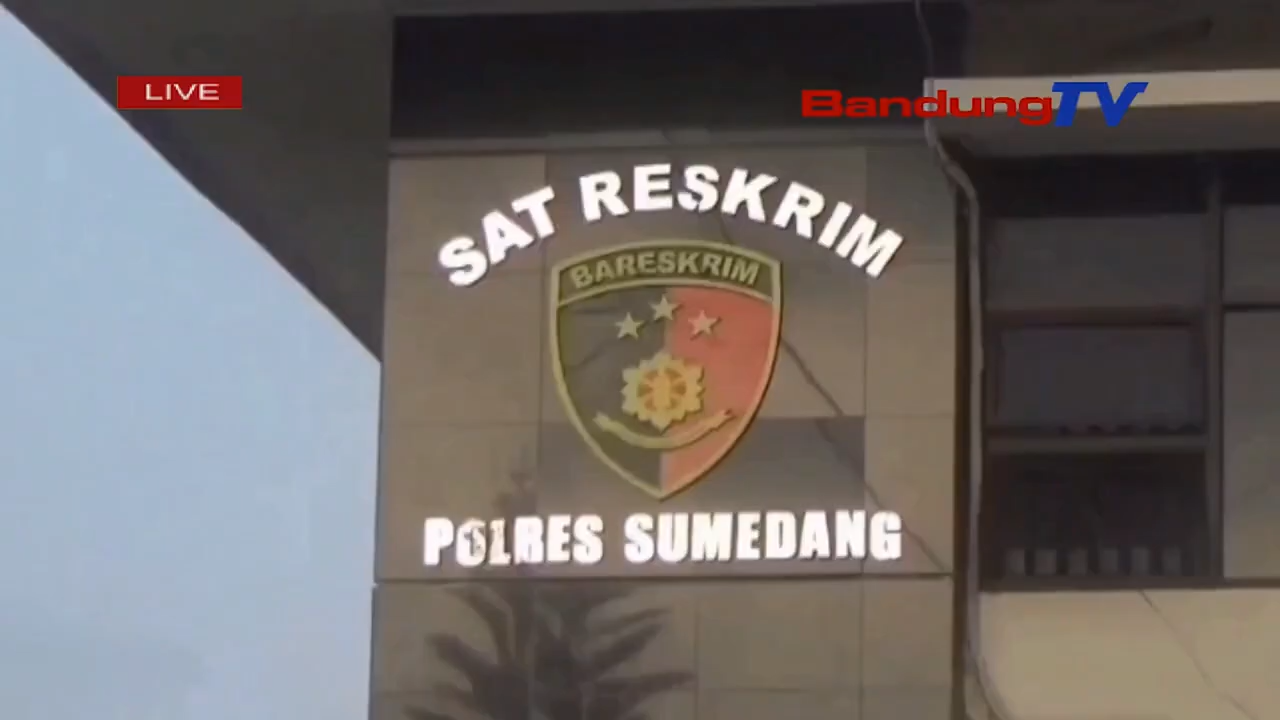 LIVE
BandungTV
SAT RESKRIM
BARESKRIM
POLRES SUMEDANG